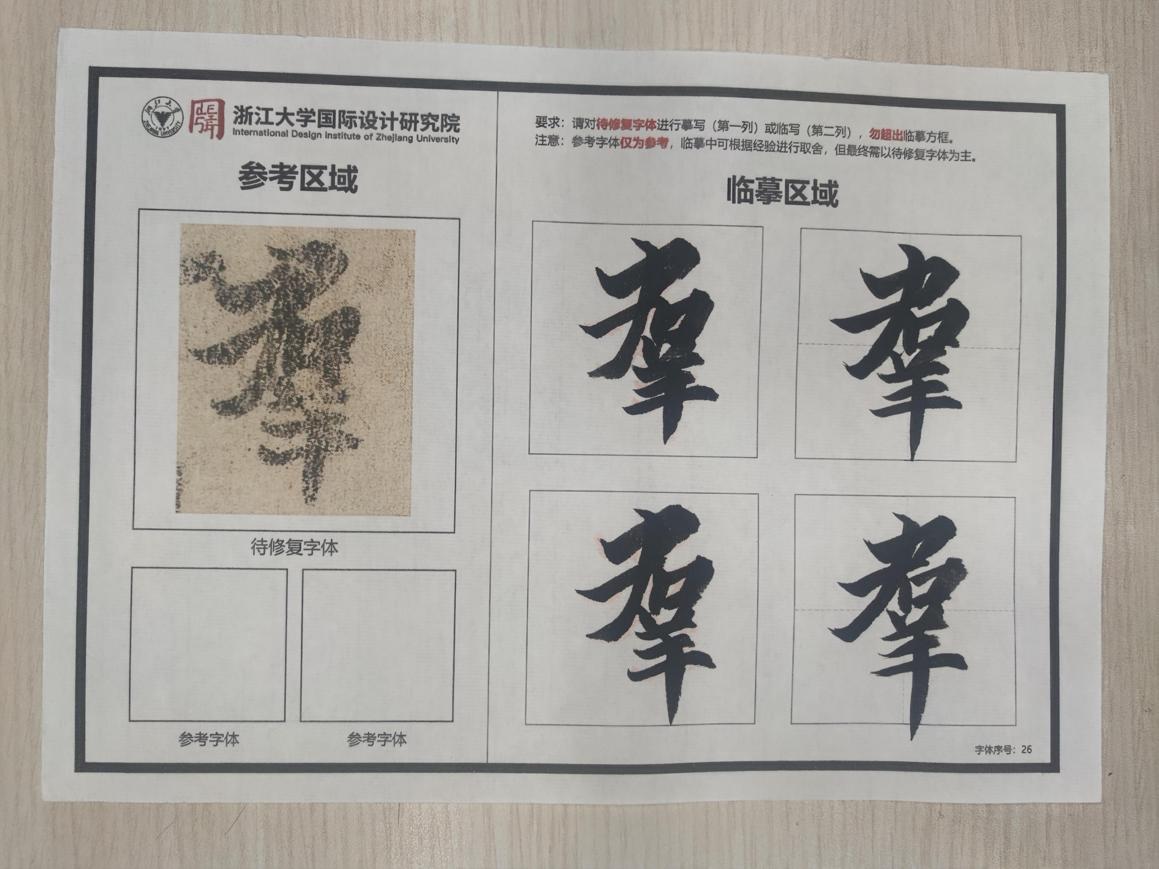 浙江大学国际设计研究院
International Design Institute of Zhejiang University
参考区域
羣
待修复字体
参考字体
参考字体
要求：请对待修复字体进行摹写（第一列）或临写（第二列），勿超出临摹方框。
注意：参考字体仅为参考，临摹中可根据经验进行取舍，但最终需以待修复字体为主。
临摹区域
羣
羣
羣
羣
字体序号：26